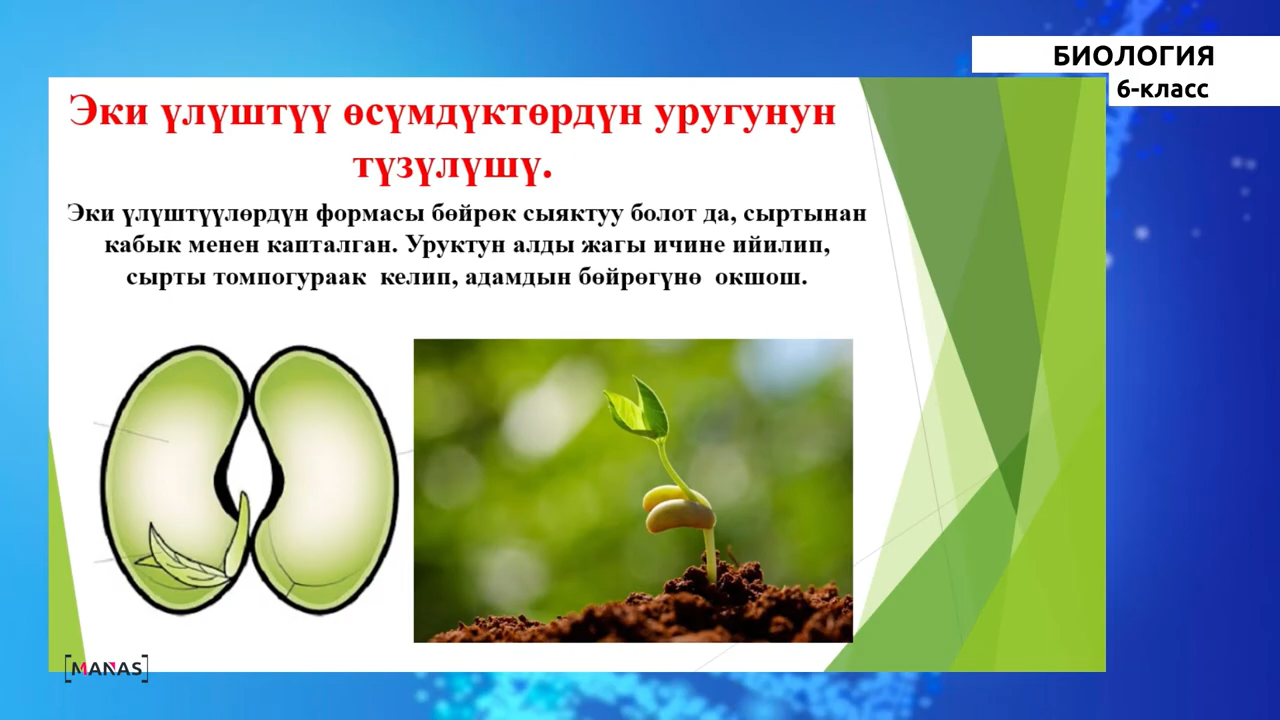 БИОЛОГИЯ
6-класс
Эки үлүштүү өсүмдүктөрдүн уругунун
түзүлүшү.
Эки үлүштүүлөрдүн формасы бөйрөк сыяктуу болот да, сыртынан
кабык менен капталган. Уруктун алды жагы ичине ийилип,
сырты томпогураак келип, адамдын бөйрөгүнө окшош.
MANAS